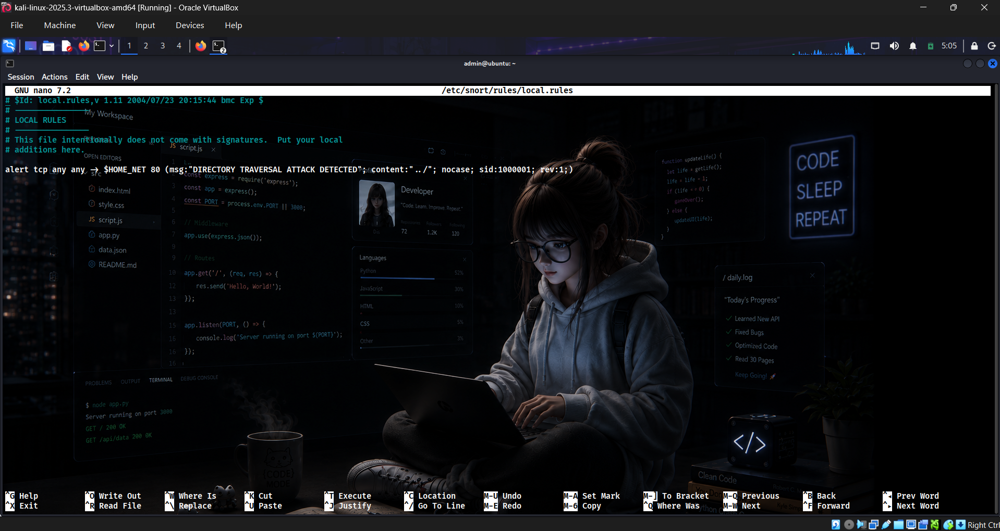 kali-linux-2025.3-virtualbox-amd64 [Running] - Oracle VirtualBox
File Machine View Input Devices Help
1 2 3 4 5:05
admin@ubuntu: ~
Session Actions Edit View Help
GNU nano 7.2 /etc/snort/rules/local.rules
# $Id: local.rules,v 1.11 2004/07/23 20:15:44 bmc Exp $
# ----------------
# LOCAL RULES
# ----------------
# This file intentionally does not come with signatures.  Put your local
# additions here.
alert tcp any any -> $HOME_NET 80 (msg:"DIRECTORY TRAVERSAL ATTACK DETECTED"; content:"../"; nocase; sid:1000001; rev:1;)
My Workspace
OPEN EDITORS
src
index.html
style.css
JS script.js
app.py
data.json
README.md
JS script.js ×
const express = require('express');
const app = express();
const PORT = process.env.PORT || 3000;
// Middleware
app.use(express.json());
// Routes
app.get('/', (req, res) => {
res.send('Hello, World!');
});
app.listen(PORT, () => {
console.log('Server running on port $(PORT)');
});
PROBLEMS OUTPUT TERMINAL DEBUG CONSOLE
$ node app.py
Server running on port 3000
GET / 200 OK
GET /api/data 200 OK
Profile
Developer
"Code. Learn. Improve. Repeat."
Repositories Followers Following
72 1.2K 120
Languages
Python 52%
JavaScript 30%
HTML 10%
CSS 5%
Other 3%
function updateLife() {
let life = getLife();
life = life - 1;
if (life <= 0) {
gameOver();
} else {
updateUI(life);
}
}
CODE
SLEEP
REPEAT
/ daily.log
"Today's Progress"
✓ Learned New API
✓ Fixed Bugs
✓ Optimized Code
✓ Read 30 Pages
Keep Going! 🚀
{CODE}
MODE
</>
Clean Code
^G Help ^O Write Out ^W Where Is ^K Cut ^T Execute ^C Location M-U Undo M-A Set Mark M-] To Bracket M-Q Previous ^B Back ^◂ Prev Word
^X Exit ^R Read File ^\ Replace ^U Paste ^J Justify ^/ Go To Line M-E Redo M-6 Copy ^Q Where Was M-W Next ^F Forward ^▸ Next Word
Right Ctrl